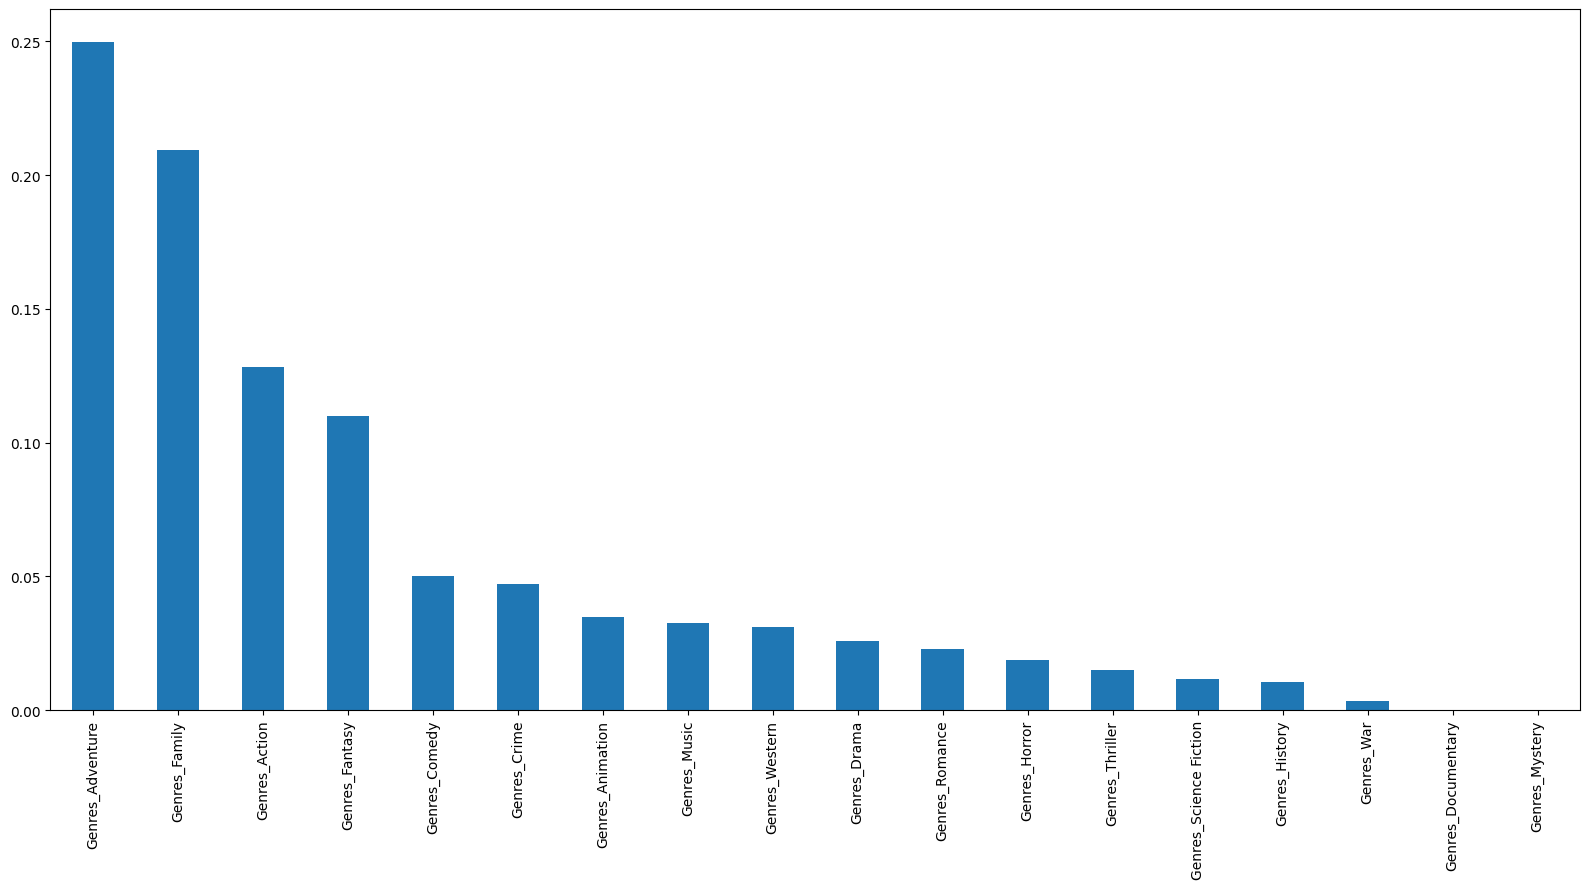 0.25
0.20
0.15
0.10
0.05
0.00
Genres_Adventure
Genres_Family
Genres_Action
Genres_Fantasy
Genres_Comedy
Genres_Crime
Genres_Animation
Genres_Music
Genres_Western
Genres_Drama
Genres_Romance
Genres_Horror
Genres_Thriller
Genres_Science Fiction
Genres_History
Genres_War
Genres_Documentary
Genres_Mystery